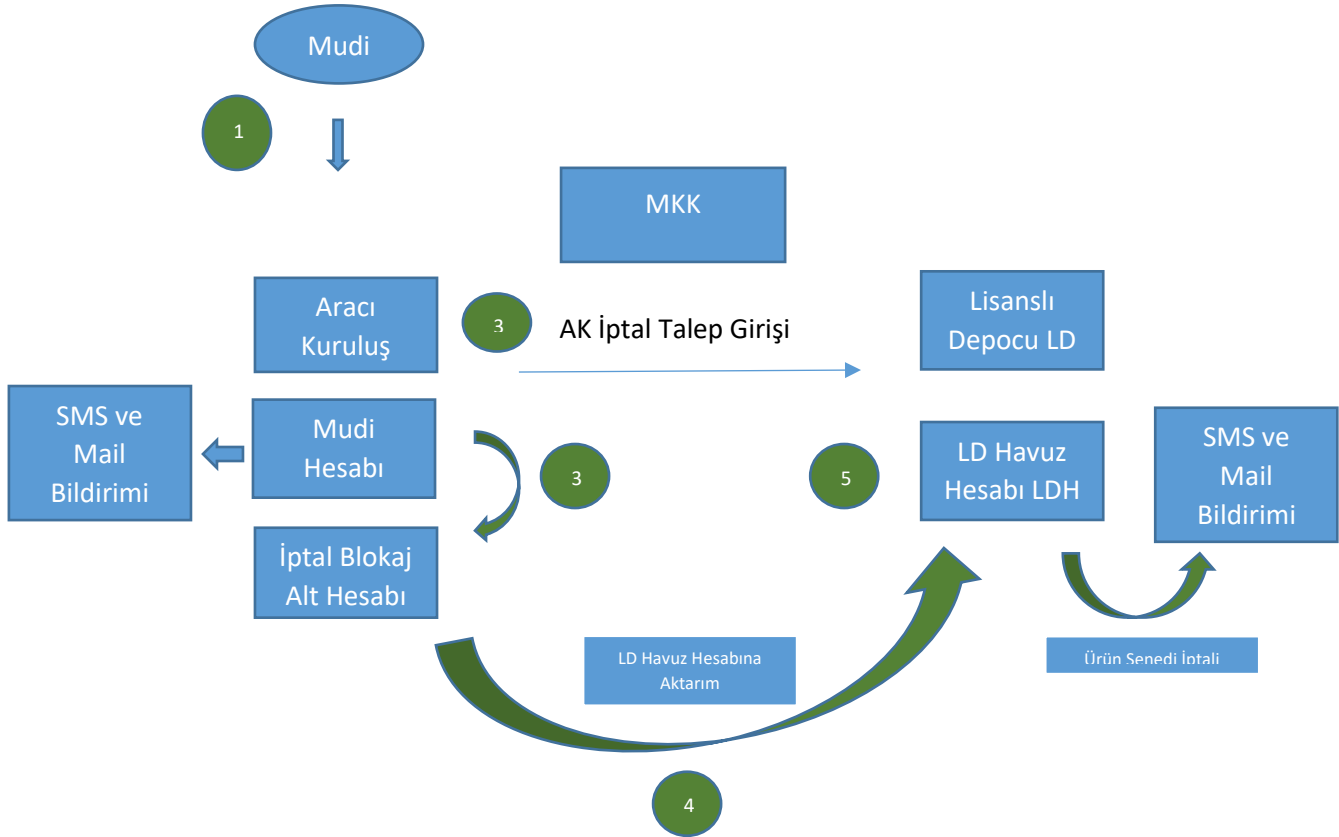 Mudi
1
MKK
Aracı
Kuruluş
3
AK İptal Talep Girişi
Lisanslı
Depocu LD
SMS ve
Mail
Bildirimi
Mudi
Hesabı
3
5
LD Havuz
Hesabı LDH
SMS ve
Mail
Bildirimi
İptal Blokaj
Alt Hesabı
LD Havuz Hesabına
Aktarım
Ürün Senedi İptali
4